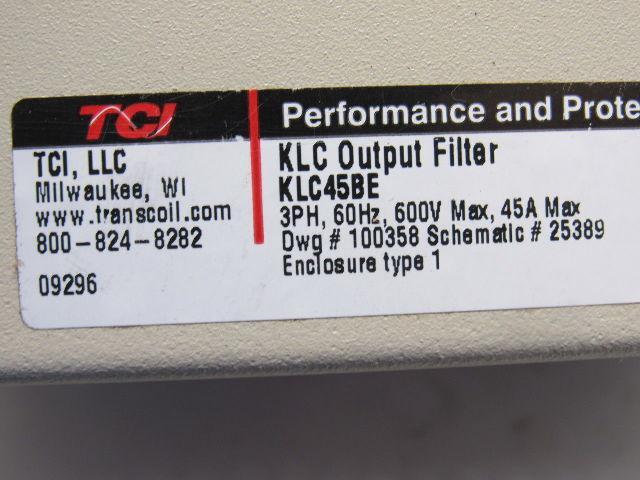 TCI
Performance and Prote
TCI, LLC
Milwaukee, WI
www.transcoil.com
800-824-8282
09296
KLC Output Filter
KLC45BE
3PH, 60Hz, 600V Max, 45A Max
Dwg # 100358 Schematic # 25389
Enclosure type 1